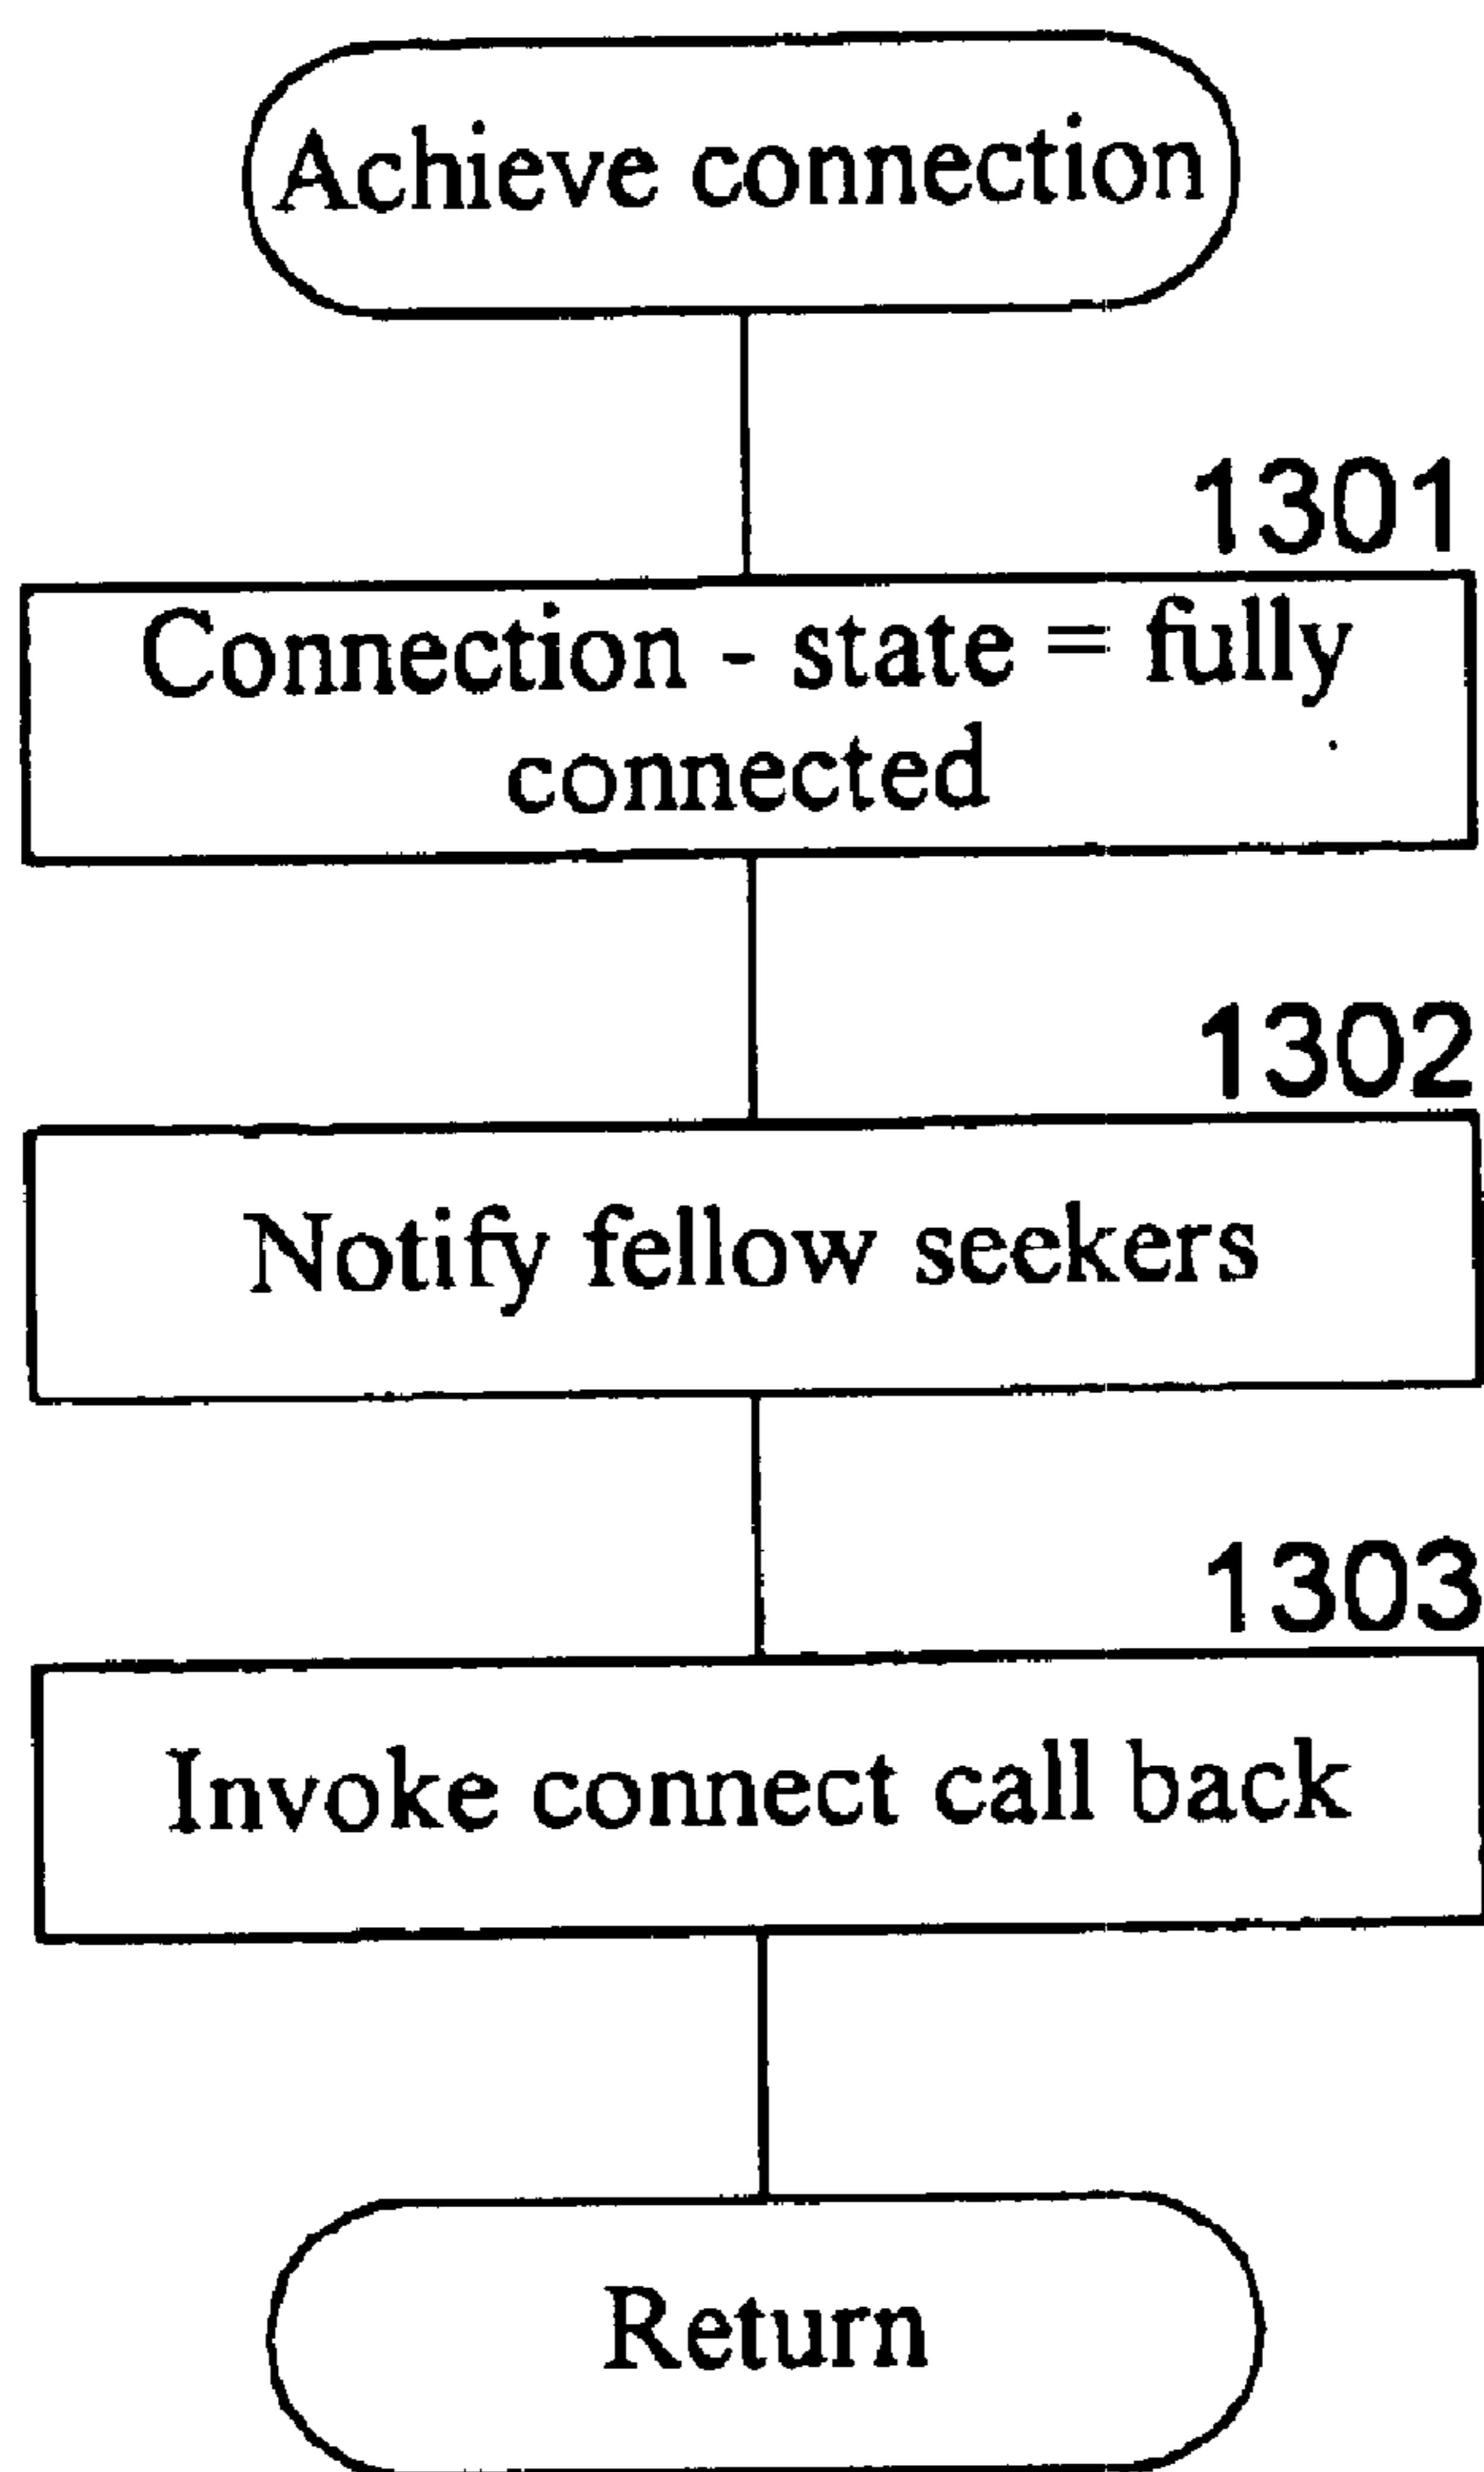 Achieve connection
1301
Connection - state = fully
connected
1302
Notify fellow seekers
1303
Invoke connect call back
Return